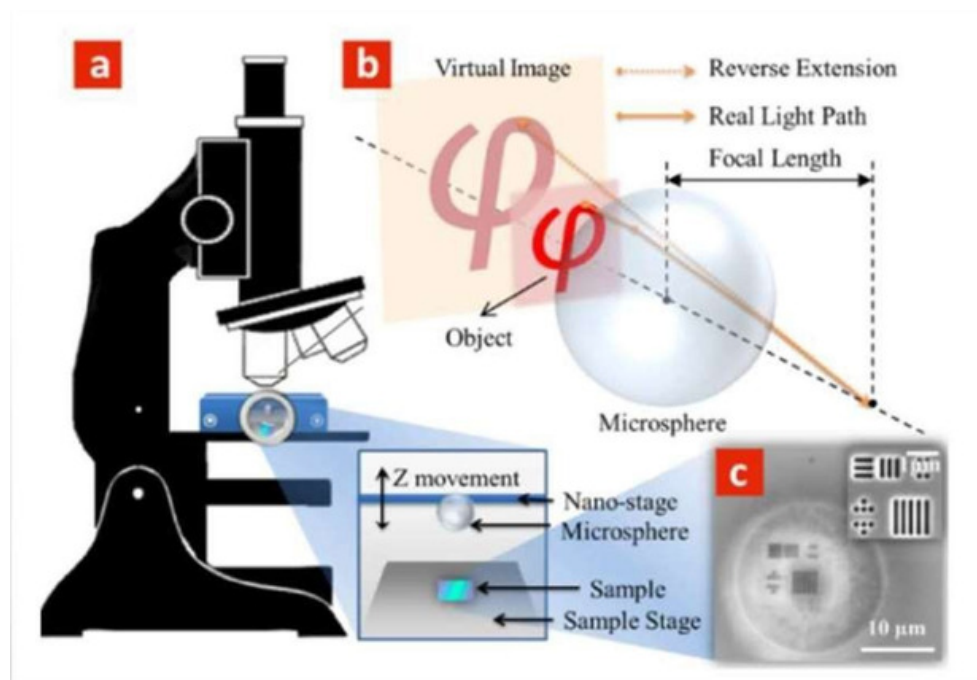 a
b
Virtual Image
Reverse Extension
Real Light Path
Focal Length
φ
φ
Object
Microsphere
Z movement
Nano-stage
Microsphere
Sample
Sample Stage
c
10 μm